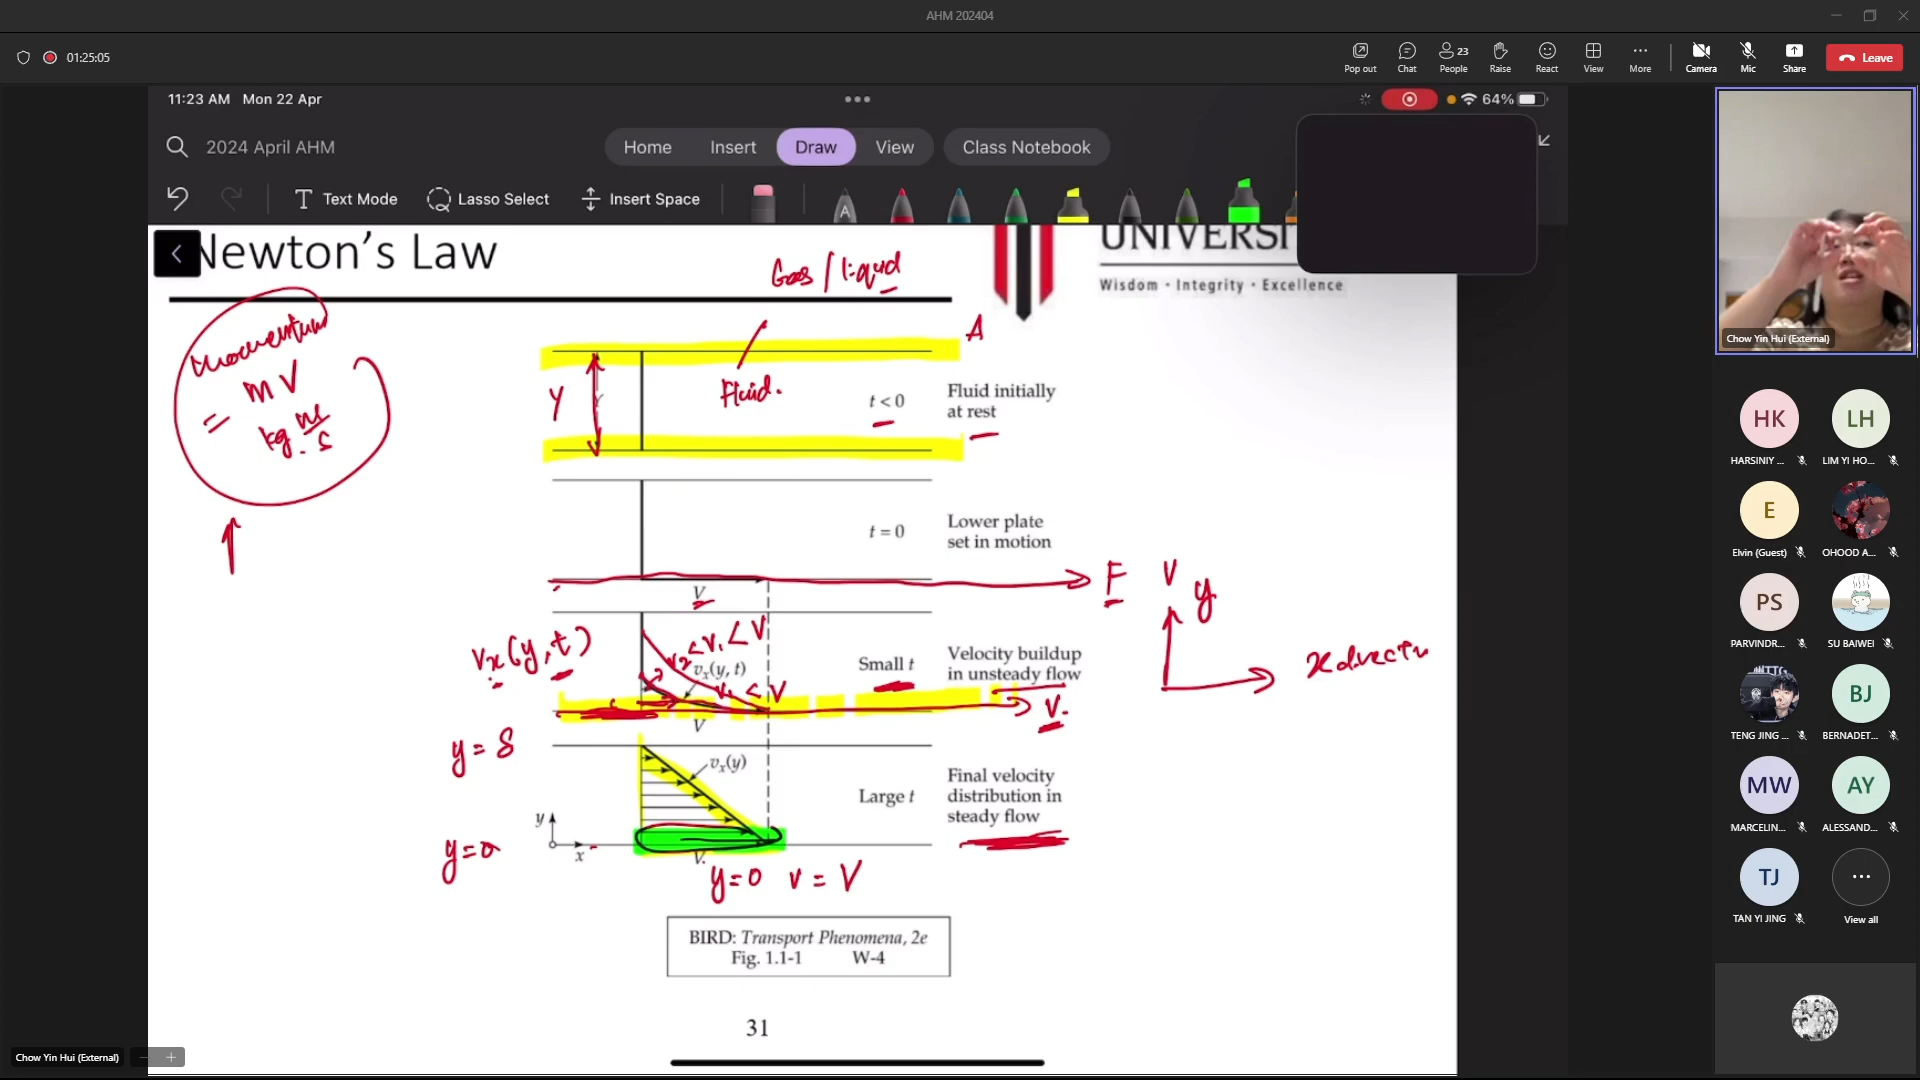 AHM 202404
01:25:05
Pop out
Chat
23
People
Raise
React
View
More
Camera
Mic
Share
Leave
11:23 AM Mon 22 Apr
64%
2024 April AHM
Home
Insert
Draw
View
Class Notebook
Text Mode
Lasso Select
Insert Space
Newton's Law
UNIVERSI
Wisdom · Integrity · Excellence
Gas / liquid
momentum
= mV
kg. m/s
A
Y
Fluid.
t < 0
Fluid initially
at rest
t = 0
Lower plate
set in motion
V
F V
y
vx(y,t)
v2 < v1 < V
vx(y, t)
v1 < V
Small t
Velocity buildup
in unsteady flow
V
V.
x directn
y = δ
vx(y)
Large t
Final velocity
distribution in
steady flow
y
x
V
y=0
y=0 v = V
BIRD: Transport Phenomena, 2e
Fig. 1.1-1 W-4
31
Chow Yin Hui (External)
Chow Yin Hui (External)
HK
HARSINIY ...
LH
LIM YI HO...
E
Elvin (Guest)
OHOOD A...
PS
PARVINDR...
SU BAIWEI
TENG JING ...
BJ
BERNADET...
MW
MARCELIN...
AY
ALESSAND...
TJ
TAN YI JING
View all